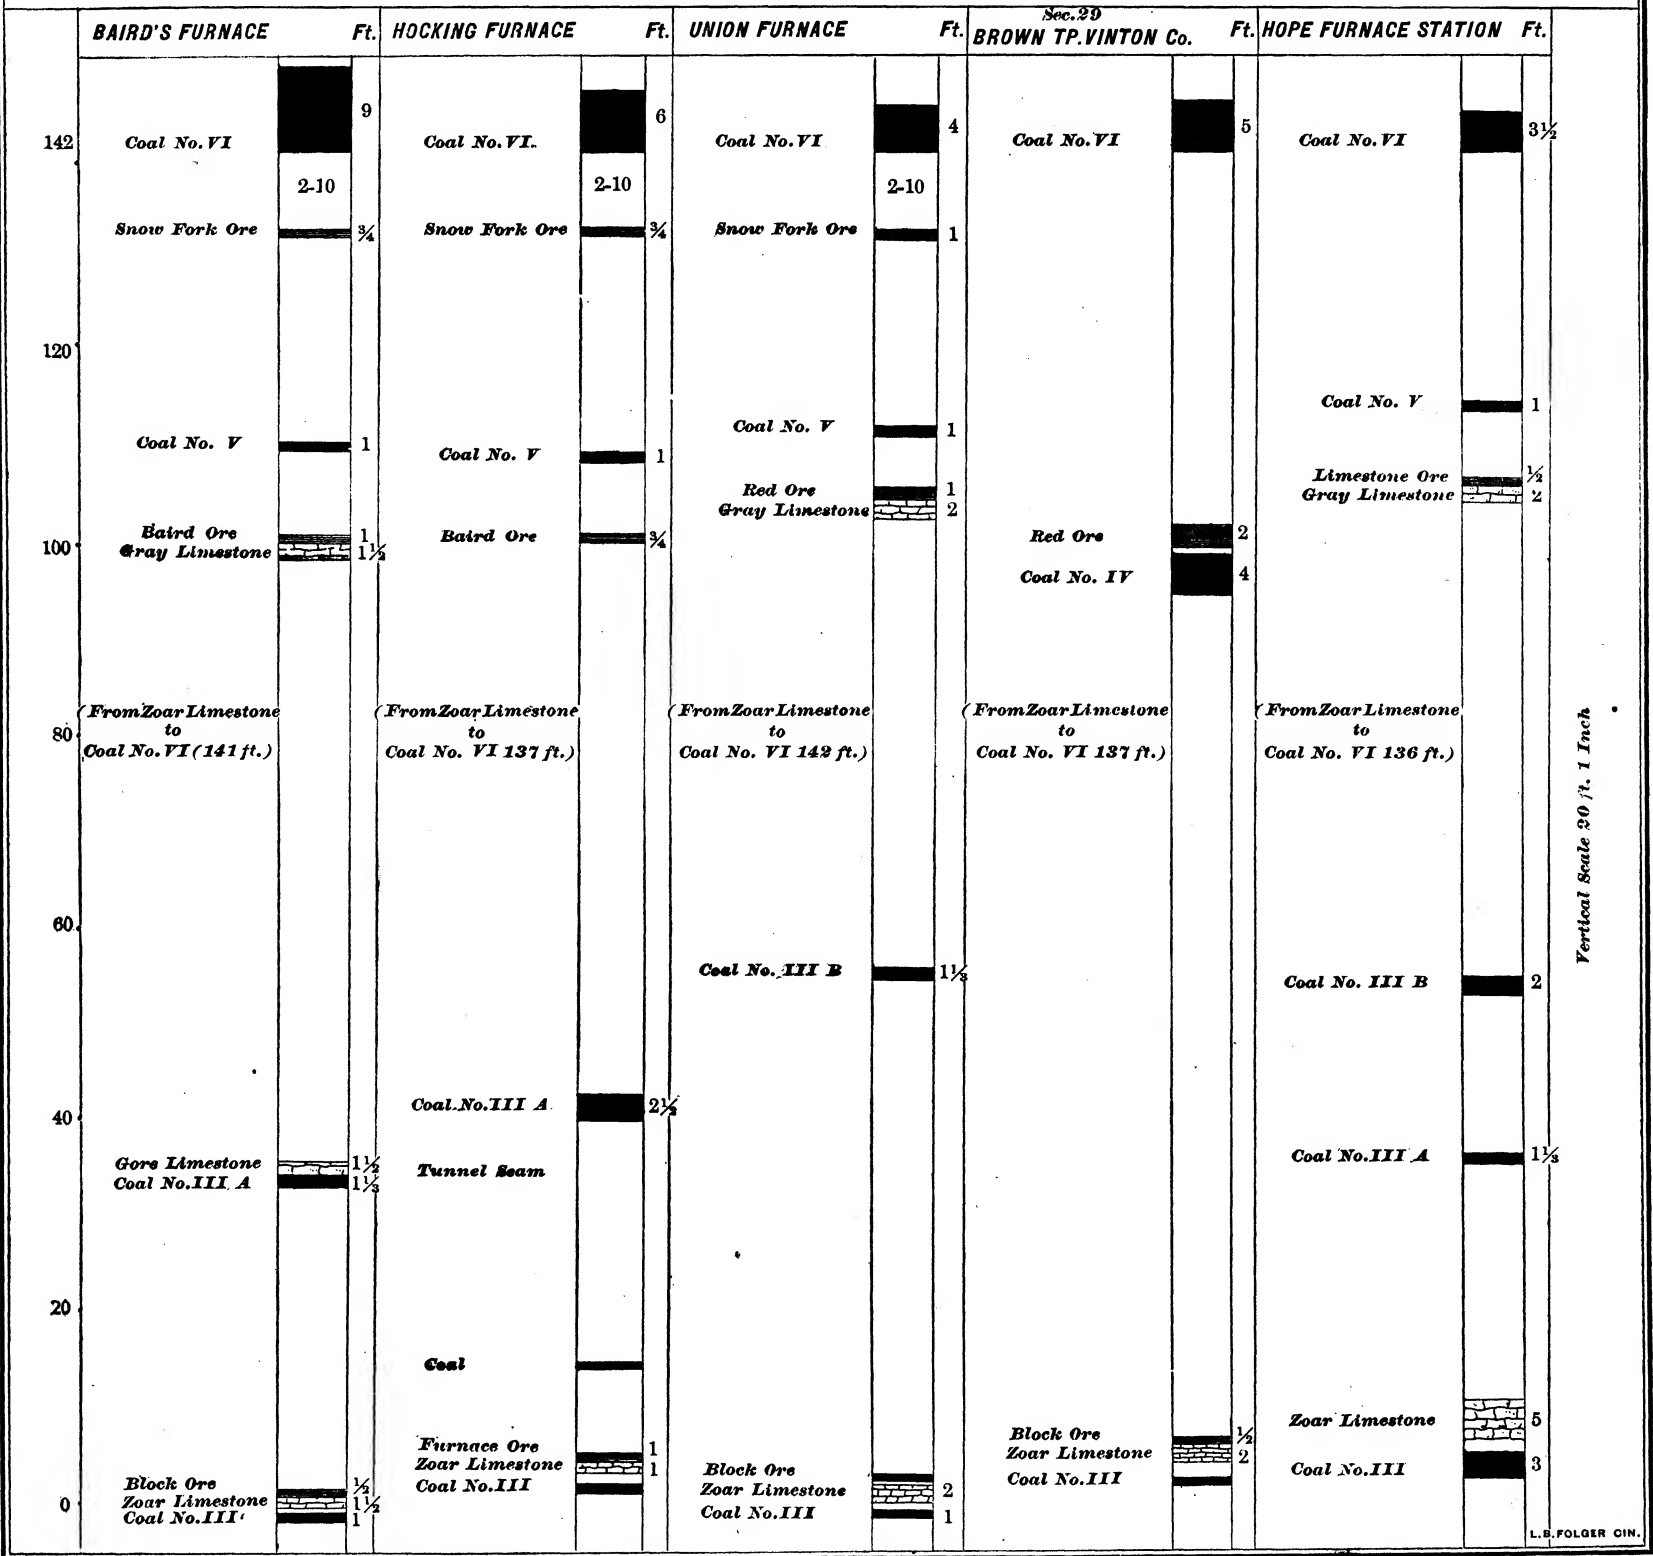 BAIRD'S FURNACE Ft.
142
Coal No. VI 9
2-10
Snow Fork Ore ¾
120
Coal No. V 1
Baird Ore 1
100
Gray Limestone 1½
(From Zoar Limestone
to
80
Coal No. VI (141 ft.)
60
40
Gore Limestone 1½
Coal No. III A 1⅓
20
Block Ore ½
0
Zoar Limestone 1½
Coal No. III 1
HOCKING FURNACE Ft.
Coal No. VI. 6
2-10
Snow Fork Ore ¾
Coal No. V 1
Baird Ore ¾
(From Zoar Limestone
to
Coal No. VI 137 ft.)
Coal No. III A 2½
Tunnel Seam
Coal
Furnace Ore 1
Zoar Limestone 1
Coal No. III
UNION FURNACE Ft.
Coal No. VI 4
2-10
Snow Fork Ore 1
Coal No. V 1
Red Ore 1
Gray Limestone 2
(From Zoar Limestone
to
Coal No. VI 142 ft.)
Coal No. III B 1⅓
Block Ore
Zoar Limestone 2
Coal No. III 1
Sec. 29
BROWN TP. VINTON Co. Ft.
Coal No. VI 5
Red Ore 2
Coal No. IV 4
(From Zoar Limestone
to
Coal No. VI 137 ft.)
Block Ore ½
Zoar Limestone 2
Coal No. III
HOPE FURNACE STATION Ft.
Coal No. VI 3½
Coal No. V 1
Limestone Ore ½
Gray Limestone 2
(From Zoar Limestone
to
Coal No. VI 136 ft.)
Coal No. III B 2
Coal No. III A 1⅓
Zoar Limestone 5
Coal No. III 3
Vertical Scale 20 ft. 1 Inch
L.B. FOLGER CIN.